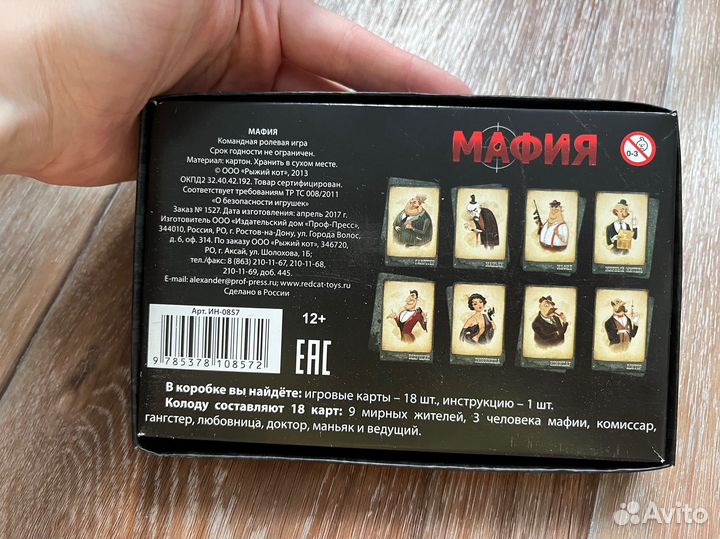 МАФИЯ
Командная ролевая игра
Срок годности не ограничен.
Материал: картон. Хранить в сухом месте.
© ООО «Рыжий кот», 2013
ОКПД2 32.40.42.192. Товар сертифицирован.
Соответствует требованиям ТР ТС 008/2011
«О безопасности игрушек»
Заказ № 1527. Дата изготовления: апрель 2017 г.
Изготовитель ООО «Издательский дом «Проф-Пресс»,
344010, Россия, РО, г. Ростов-на-Дону, ул. Города Волос,
д. 6, оф. 314. По заказу ООО «Рыжий кот», 346720,
РО, г. Аксай, ул. Шолохова, 1Б;
тел./факс: 8 (863) 210-11-67, 210-11-68,
210-11-69, доб. 445.
E-mail: alexander@prof-press.ru www.redcat-toys.ru
Сделано в России
МАФИЯ
0-3
Арт. ИН-0857
9 785378 108572
12+
EAC
В коробке вы найдёте: игровые карты – 18 шт., инструкцию – 1 шт.
Колоду составляют 18 карт: 9 мирных жителей, 3 человека мафии, комиссар,
гангстер, любовница, доктор, маньяк и ведущий.
Avito